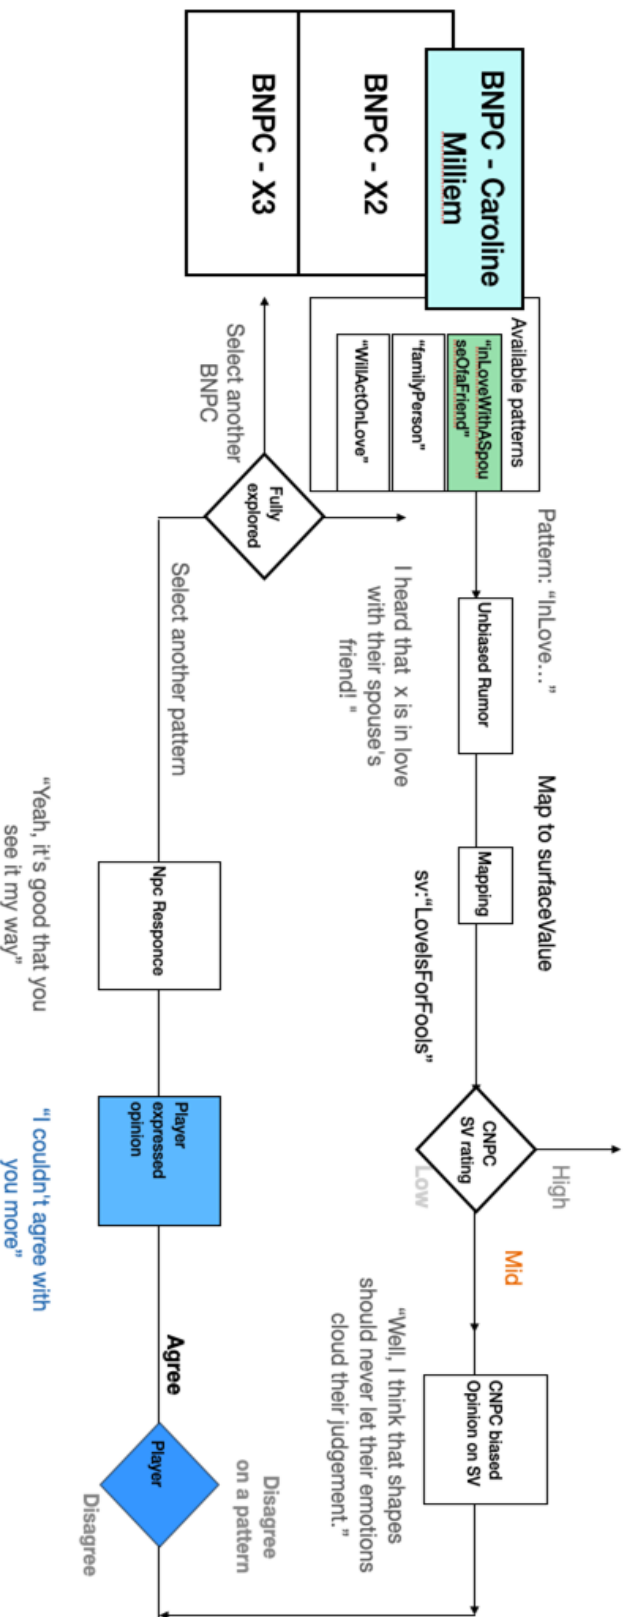 BNPC - Caroline
Milliem
BNPC - X2
BNPC - X3
Available patterns
"inLoveWithASpou
seOfaFriend"
"familyPerson"
"WillActOnLove"
Pattern: "InLove..."
Unbiased Rumor
I heard that x is in love
with their spouse's
friend! "
Map to surfaceValue
Mapping
sv:"LoveIsForFools"
CNPC
SV rating
High
Mid
Low
CNPC biased
Opinion on SV
"Well, I think that shapes
should never let their emotions
cloud their judgement."
Select another
BNPC
Fully
explored
Select another pattern
Npc Responce
"Yeah, it's good that you
see it my way"
Player
expressed
opinion
"I couldn't agree with
you more"
Agree
Player
Disagree
on a pattern
Disagree